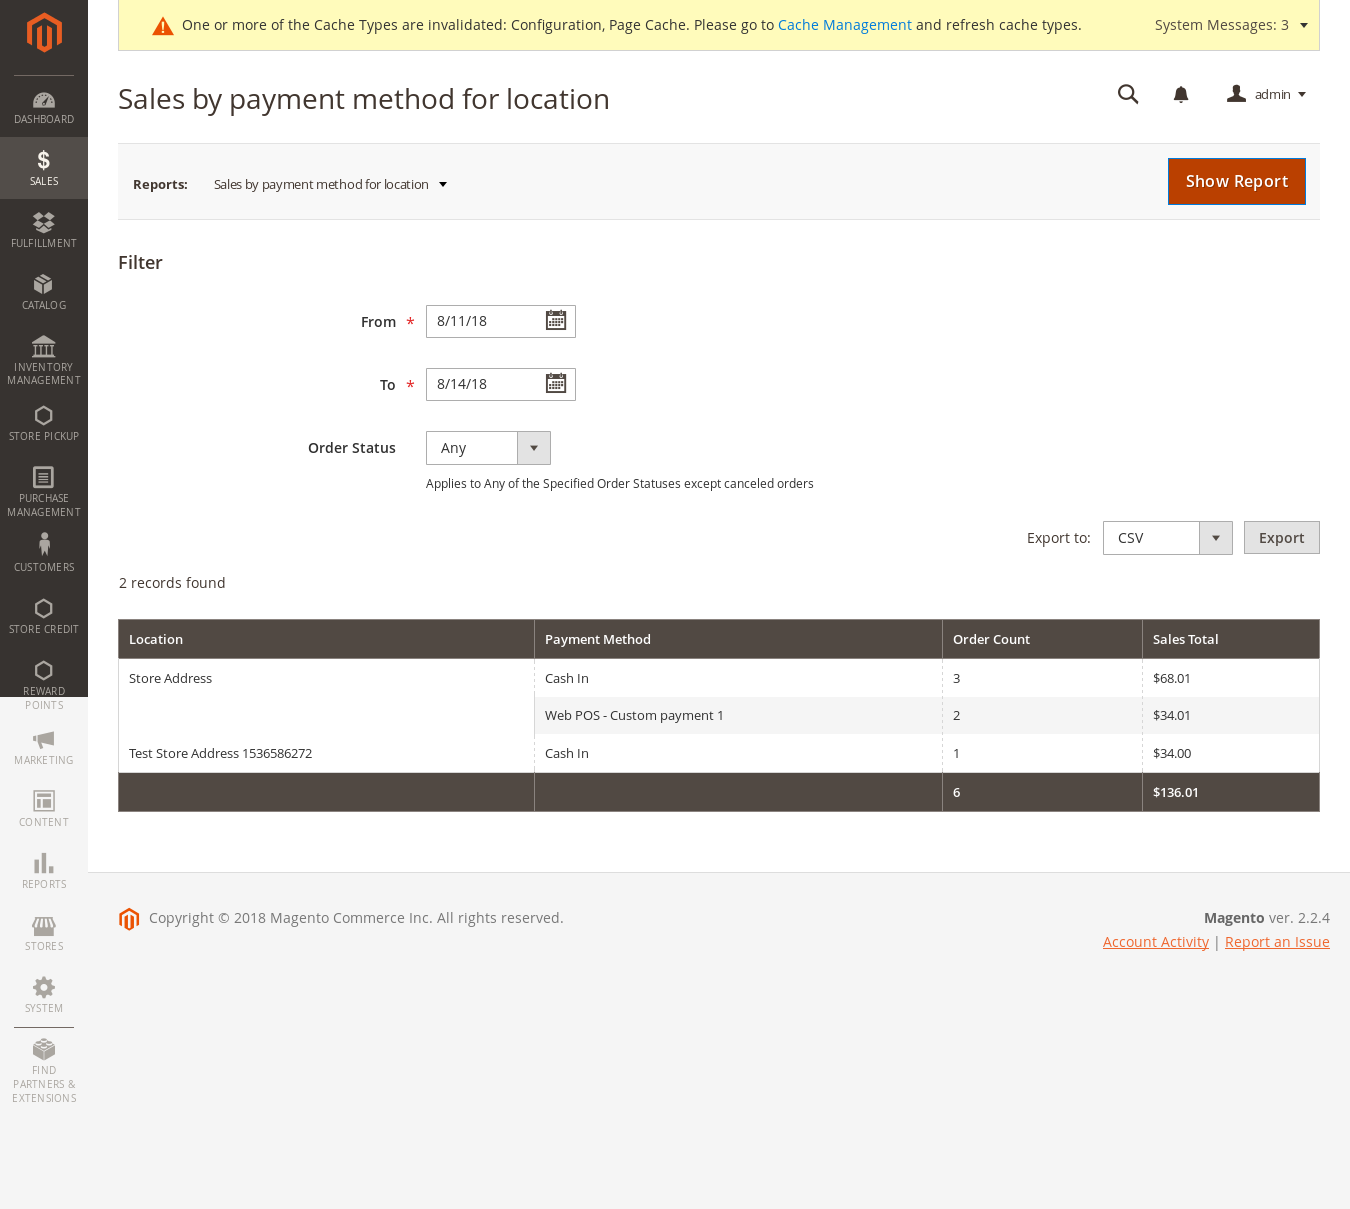 One or more of the Cache Types are invalidated: Configuration, Page Cache. Please go to Cache Management and refresh cache types.
System Messages: 3
Sales by payment method for location
admin
Reports: Sales by payment method for location
Show Report
DASHBOARD
SALES
FULFILLMENT
CATALOG
INVENTORY
MANAGEMENT
STORE PICKUP
PURCHASE
MANAGEMENT
CUSTOMERS
STORE CREDIT
REWARD
POINTS
MARKETING
CONTENT
REPORTS
STORES
SYSTEM
FIND
PARTNERS &
EXTENSIONS
Filter
From * 8/11/18
To * 8/14/18
Order Status Any
Applies to Any of the Specified Order Statuses except canceled orders
Export to: CSV Export
2 records found
Location Payment Method Order Count Sales Total
Store Address Cash In 3 $68.01
Web POS - Custom payment 1 2 $34.01
Test Store Address 1536586272 Cash In 1 $34.00
6 $136.01
Copyright © 2018 Magento Commerce Inc. All rights reserved.
Magento ver. 2.2.4
Account Activity | Report an Issue